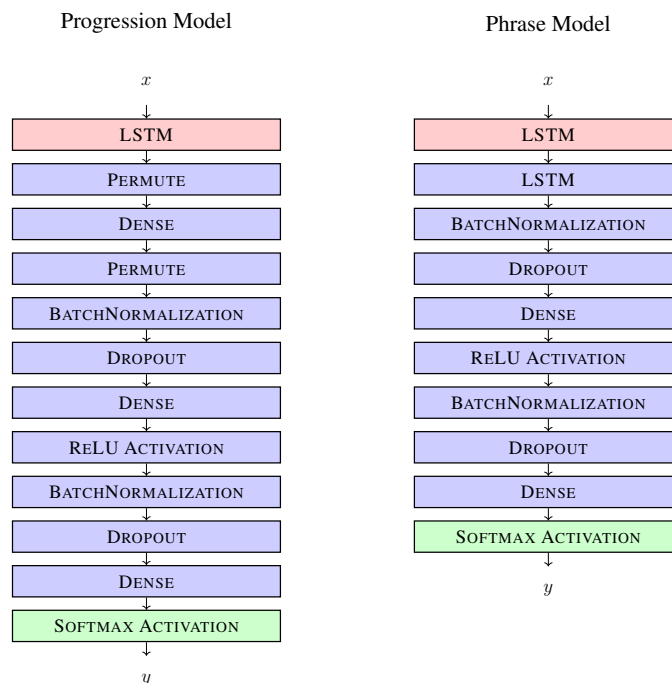 Progression Model
x
LSTM
PERMUTE
DENSE
PERMUTE
BATCHNORMALIZATION
DROPOUT
DENSE
RELU ACTIVATION
BATCHNORMALIZATION
DROPOUT
DENSE
SOFTMAX ACTIVATION
y
Phrase Model
x
LSTM
LSTM
BATCHNORMALIZATION
DROPOUT
DENSE
RELU ACTIVATION
BATCHNORMALIZATION
DROPOUT
DENSE
SOFTMAX ACTIVATION
y